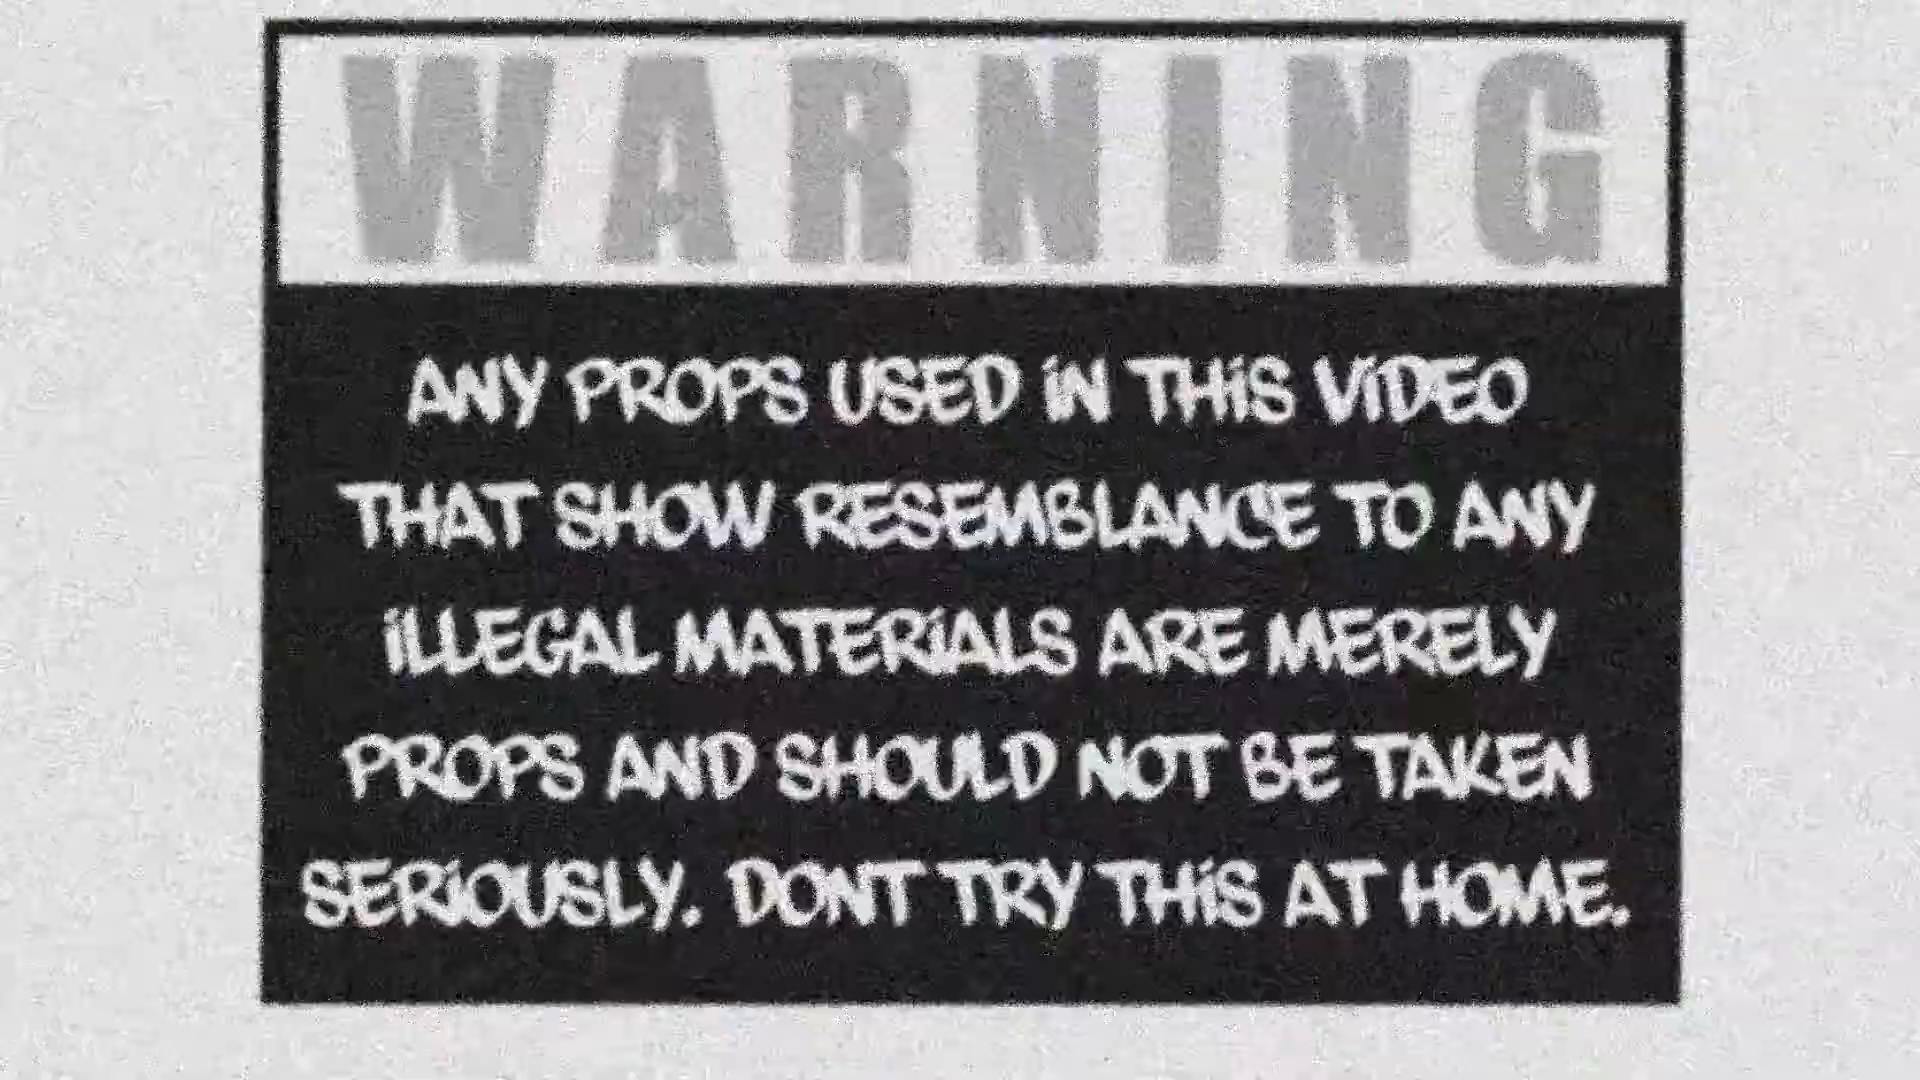 WARNING
ANY PROPS USED iN THiS ViDEO
THAT SHOW RESEMBLANCE TO ANY
iLLEGAL MATERiALS ARE MERELY
PROPS AND SHOULD NOT BE TAKEN
SERiOUSLY. DONT TRY THiS AT HOME.